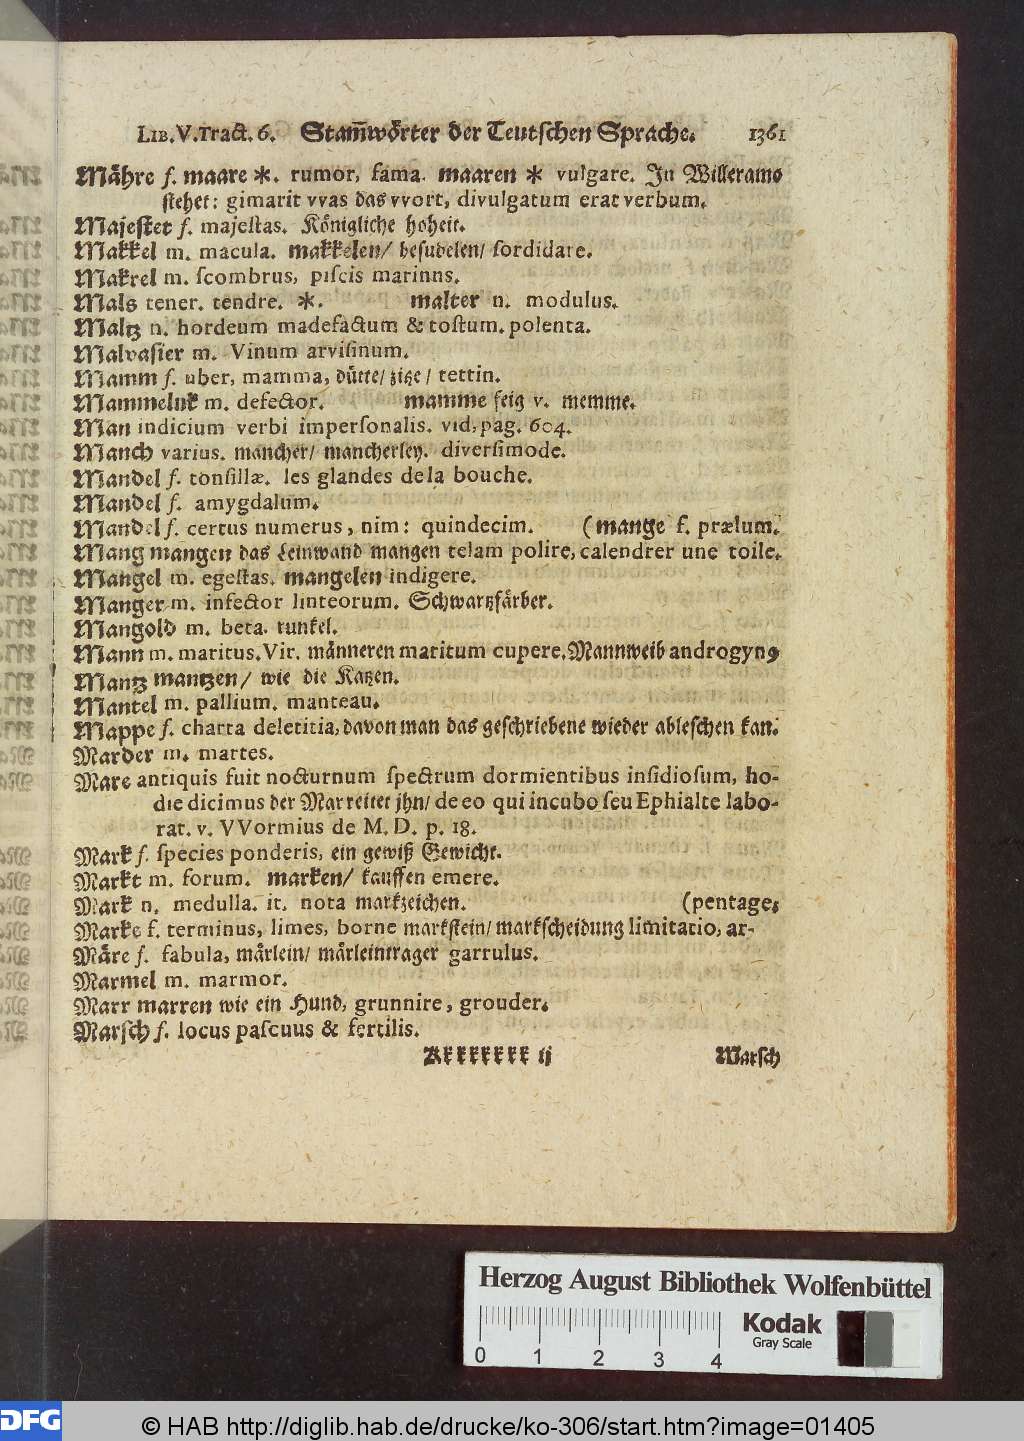 LIB. V. Tract. 6. Stam̃wörter der Teutschen Sprache. 1361
Mähre f. maare *. rumor, fama. maaren * vulgare. In Willeramo
stehet: gimarit vvas das vvort, divulgatum erat verbum.
Majestet f. majestas. Königliche hoheit.
Makkel m. macula. makkelen/ besudelen/ sordidare.
Makrel m. scombrus, piscis marinns.
Mals tener. tendre. *. malter n. modulus.
Maltz n. hordeum madefactum & tostum. polenta.
Malvasier m. Vinum arvisinum.
Mamm f. uber, mamma, dütte/ zitze/ tettin.
Mammeluk m. defector. mamme feig v. memme.
Man indicium verbi impersonalis. vid. pag. 604.
Manch varius. mancher/ mancherley. diversimode.
Mandel f. tonsillæ. les glandes de la bouche.
Mandel f. amygdalum.
Mandel f. certus numerus, nim: quindecim. (mange f. prælum.
Mang mangen das Leinwand mangen telam polire, calendrer une toile.
Mangel m. egestas. mangelen indigere.
Manger m. infector linteorum. Schwartzfärber.
Mangold m. beta. runkel.
Mann m. maritus. Vir. männeren maritum cupere. Mannweib androgynꝰ
Mantz mantzen/ wie die Katzen.
Mantel m. pallium. manteau.
Mappe f. charta deletitia, davon man das geschriebene wieder ableschen kan.
Marder m. martes.
Mare antiquis fuit nocturnum spectrum dormientibus insidiosum, ho-
die dicimus der Mar reitet jhn/ de eo qui incubo seu Ephialte labo-
rat. v. VVormius de M. D. p. 18.
Mark f. species ponderis, ein gewiß Gewicht.
Markt m. forum. marken/ kauffen emere.
Mark n. medulla. it. nota markzeichen. (pentage.
Marke f. terminus, limes, borne markstein/ markscheidung limitatio, ar-
Märe f. fabula, märlein/ märleintrager garrulus.
Marmel m. marmor.
Marr marren wie ein Hund, grunnire, grouder.
Marsch f. locus pascuus & fertilis.
Kkkkkkkk ij Marsch
Herzog August Bibliothek Wolfenbüttel
0 1 2 3 4
Kodak
Gray Scale
DFG © HAB http://diglib.hab.de/drucke/ko-306/start.htm?image=01405